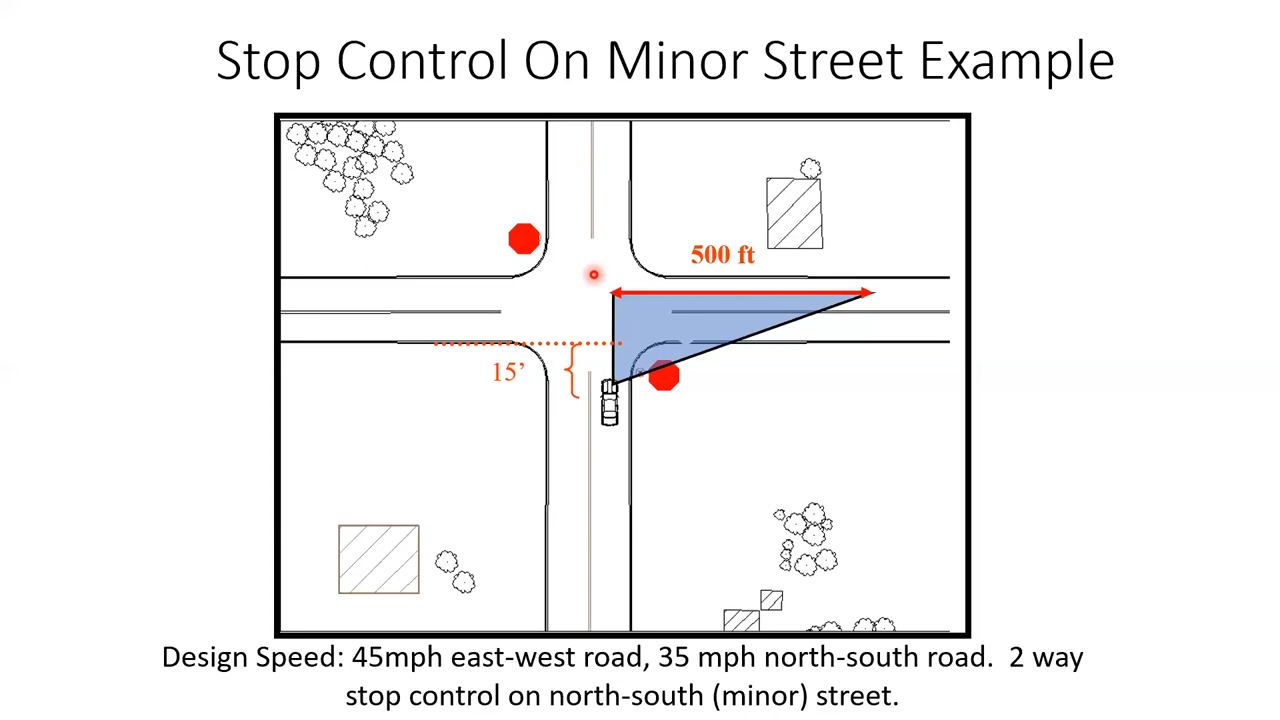 Stop Control On Minor Street Example
500 ft
15’
Design Speed: 45mph east-west road, 35 mph north-south road.  2 way
stop control on north-south (minor) street.